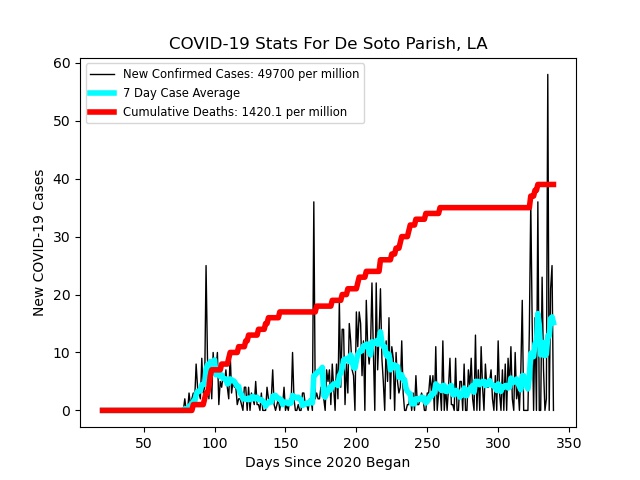 COVID-19 Stats For De Soto Parish, LA
New Confirmed Cases: 49700 per million
7 Day Case Average
Cumulative Deaths: 1420.1 per million
New COVID-19 Cases
60
50
40
30
20
10
0
50 100 150 200 250 300 350
Days Since 2020 Began